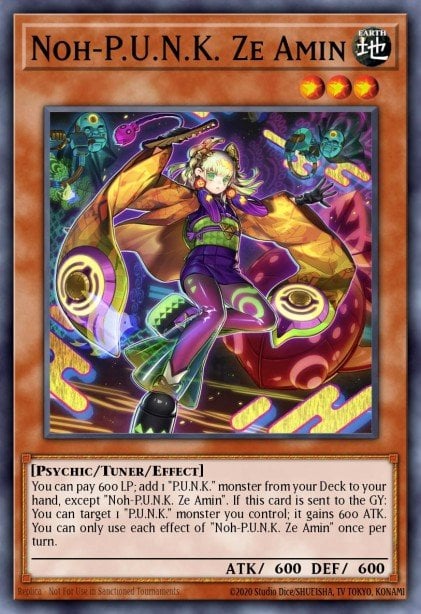 Noh-P.U.N.K. Ze Amin
EARTH
地
[Psychic/Tuner/Effect]
You can pay 600 LP; add 1 "P.U.N.K." monster from your Deck to your
hand, except "Noh-P.U.N.K. Ze Amin". If this card is sent to the GY:
You can target 1 "P.U.N.K." monster you control; it gains 600 ATK.
You can only use each effect of "Noh-P.U.N.K. Ze Amin" once per
turn.
ATK/ 600 DEF/ 600
Replica - Not For Use in Sanctioned Tournaments ©2020 Studio Dice/SHUEISHA, TV TOKYO, KONAMI